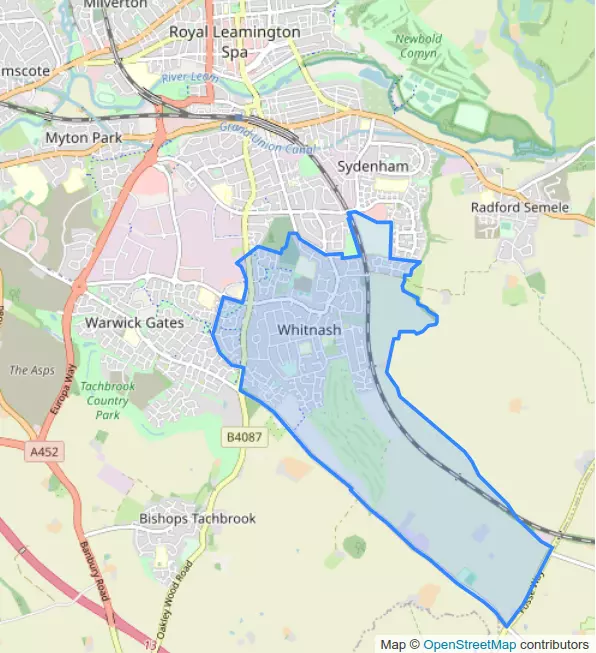 Milverton
Royal Leamington
Spa
Newbold
Comyn
mscote
River Leam
Myton Park
Grand Union Canal
Sydenham
Radford Semele
Warwick Gates
Whitnash
The Asps
Europa Way
Tachbrook
Country
Park
Road
B4087
A452
Bishops Tachbrook
Banbury Road
Oakley Wood Road
Fosse Way
13
Map © OpenStreetMap contributors